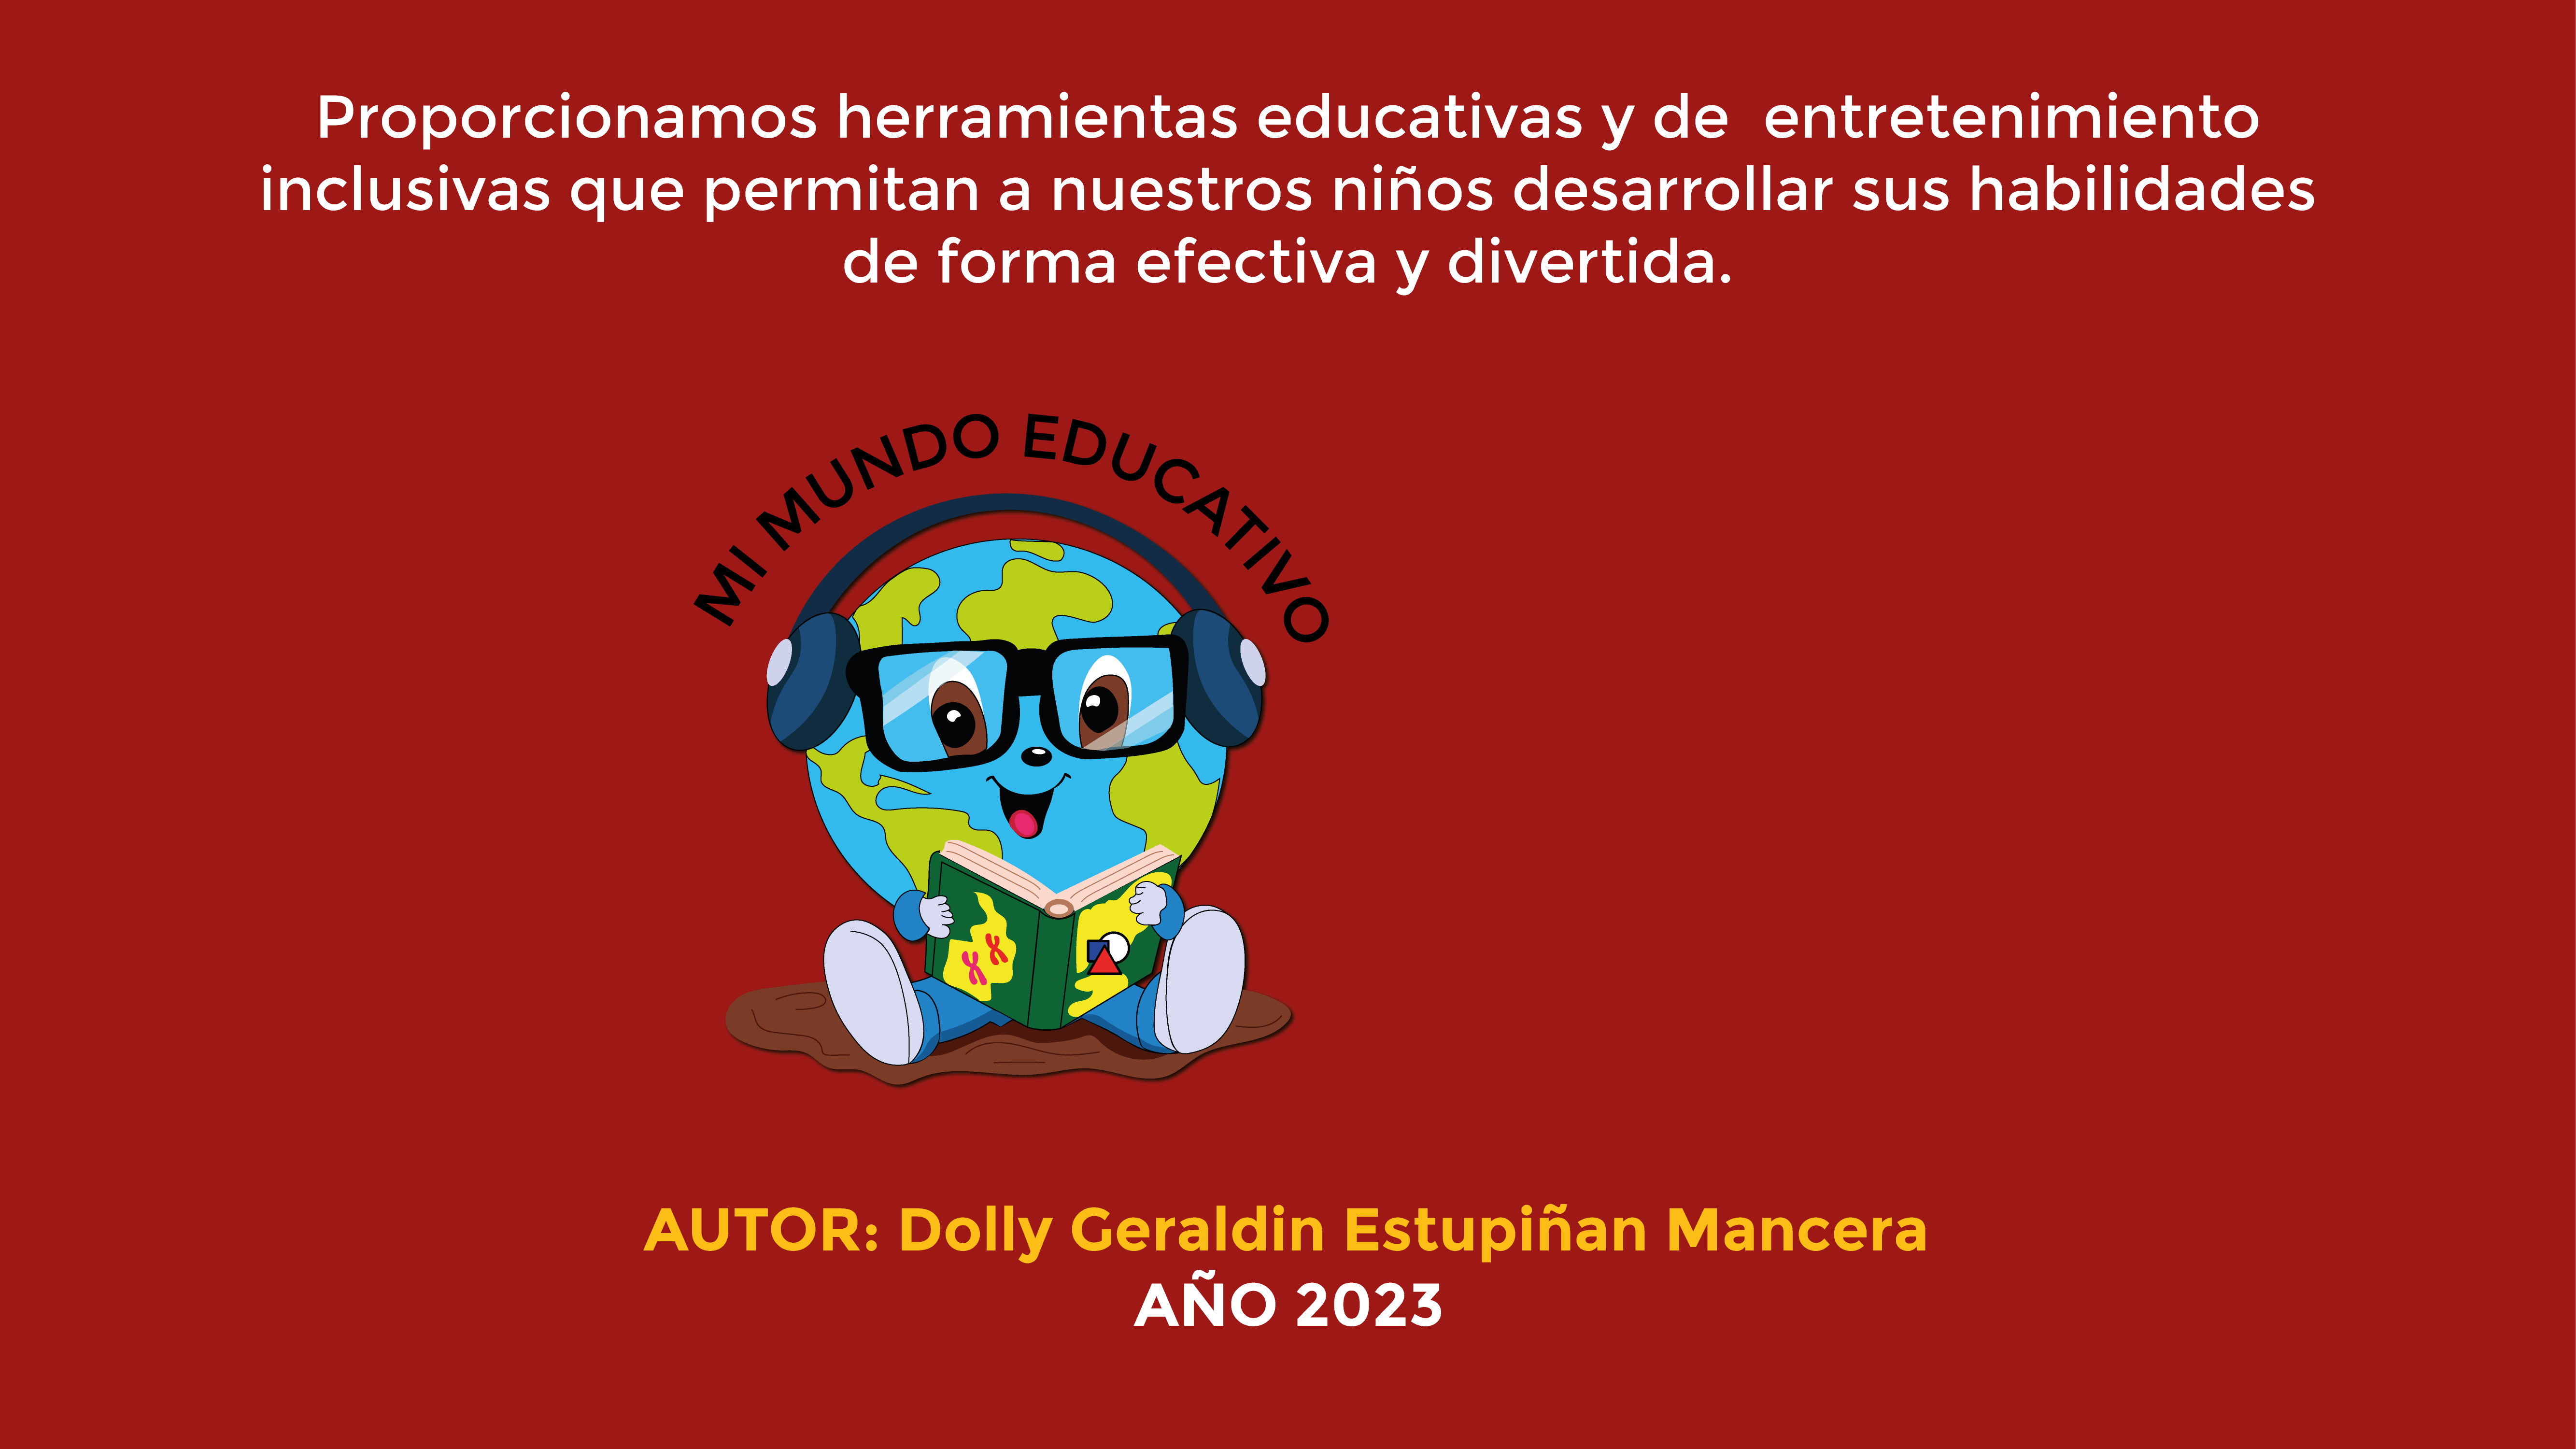 Proporcionamos herramientas educativas y de entretenimiento
inclusivas que permitan a nuestros niños desarrollar sus habilidades
de forma efectiva y divertida.
MI MUNDO EDUCATIVO
AUTOR: Dolly Geraldin Estupiñan Mancera
AÑO 2023